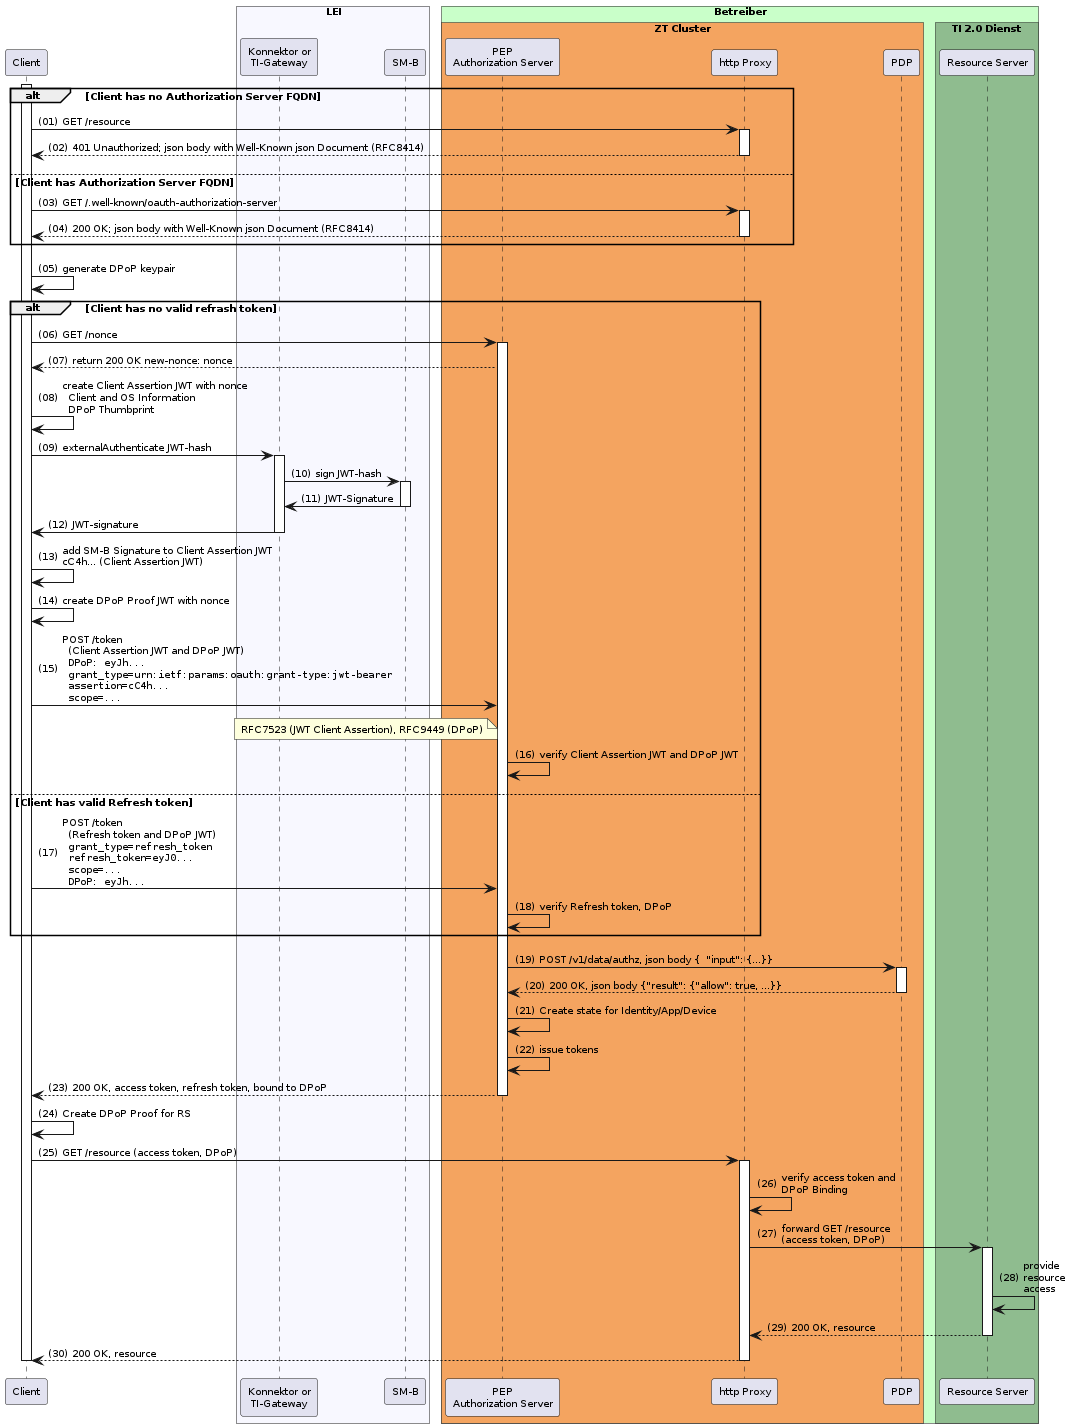 LEI
Betreiber
ZT Cluster
TI 2.0 Dienst
Client
Konnektor or
TI-Gateway
SM-B
PEP
Authorization Server
http Proxy
PDP
Resource Server
alt
[Client has no Authorization Server FQDN]
(01) GET /resource
(02) 401 Unauthorized; json body with Well-Known json Document (RFC8414)
[Client has Authorization Server FQDN]
(03) GET /.well-known/oauth-authorization-server
(04) 200 OK; json body with Well-Known json Document (RFC8414)
(05) generate DPoP keypair
alt
[Client has no valid refrash token]
(06) GET /nonce
(07) return 200 OK new-nonce: nonce
create Client Assertion JWT with nonce
(08) Client and OS Information
DPoP Thumbprint
(09) externalAuthenticate JWT-hash
(10) sign JWT-hash
(11) JWT-Signature
(12) JWT-signature
(13) add SM-B Signature to Client Assertion JWT
cC4h... (Client Assertion JWT)
(14) create DPoP Proof JWT with nonce
POST /token
(Client Assertion JWT and DPoP JWT)
DPoP: eyJh...
(15) grant_type=urn:ietf:params:oauth:grant-type:jwt-bearer
assertion=cC4h...
scope=...
RFC7523 (JWT Client Assertion), RFC9449 (DPoP)
(16) verify Client Assertion JWT and DPoP JWT
[Client has valid Refresh token]
POST /token
(Refresh token and DPoP JWT)
grant_type=refresh_token
(17) refresh_token=eyJ0...
scope=...
DPoP: eyJh...
(18) verify Refresh token, DPoP
(19) POST /v1/data/authz, json body { "input": {...}}
(20) 200 OK, json body {"result": {"allow": true, ...}}
(21) Create state for Identity/App/Device
(22) issue tokens
(23) 200 OK, access token, refresh token, bound to DPoP
(24) Create DPoP Proof for RS
(25) GET /resource (access token, DPoP)
(26) verify access token and
DPoP Binding
(27) forward GET /resource
(access token, DPoP)
provide
(28) resource
access
(29) 200 OK, resource
(30) 200 OK, resource
Client
Konnektor or
TI-Gateway
SM-B
PEP
Authorization Server
http Proxy
PDP
Resource Server